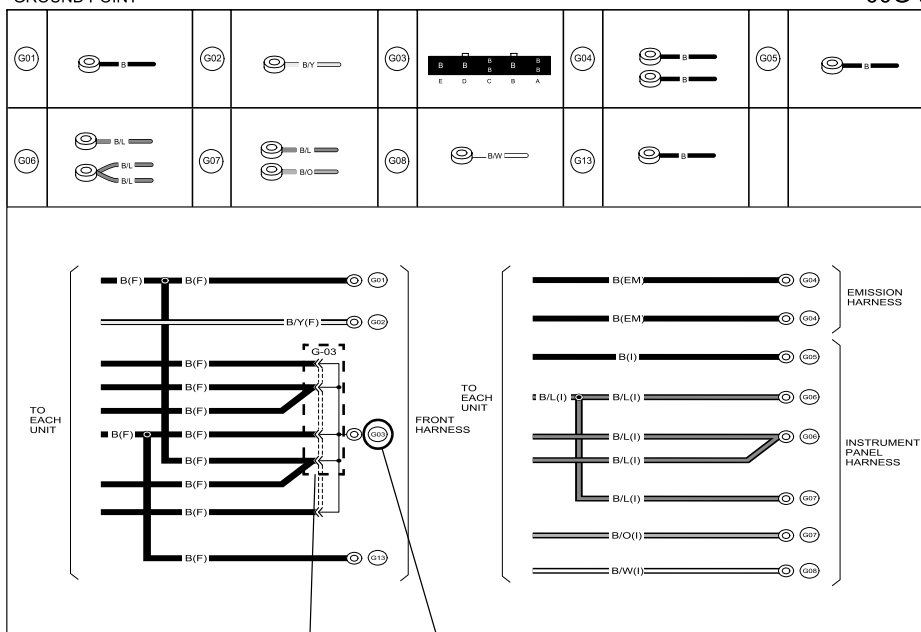 GROUND POINT
G01
B
G02
B/Y
G03
B B B B B
B B
E D C B A
G04
B
B
G05
B
G06
B/L
B/L
B/L
G07
B/L
B/O
G08
B/W
G13
B
B(F) B(F) G01
B/Y(F) G02
G-03
B(F)
B(F)
B(F)
TO
EACH
UNIT
B(F) B(F) G03
FRONT
HARNESS
B(F)
B(F)
B(F)
B(F) G13
B(EM) G04
B(EM) G04
EMISSION
HARNESS
B(I) G05
TO
EACH
UNIT
B/L(I) B/L(I) G06
B/L(I) G06
B/L(I)
B/L(I) G07
B/O(I) G07
B/W(I) G08
INSTRUMENT
PANEL
HARNESS